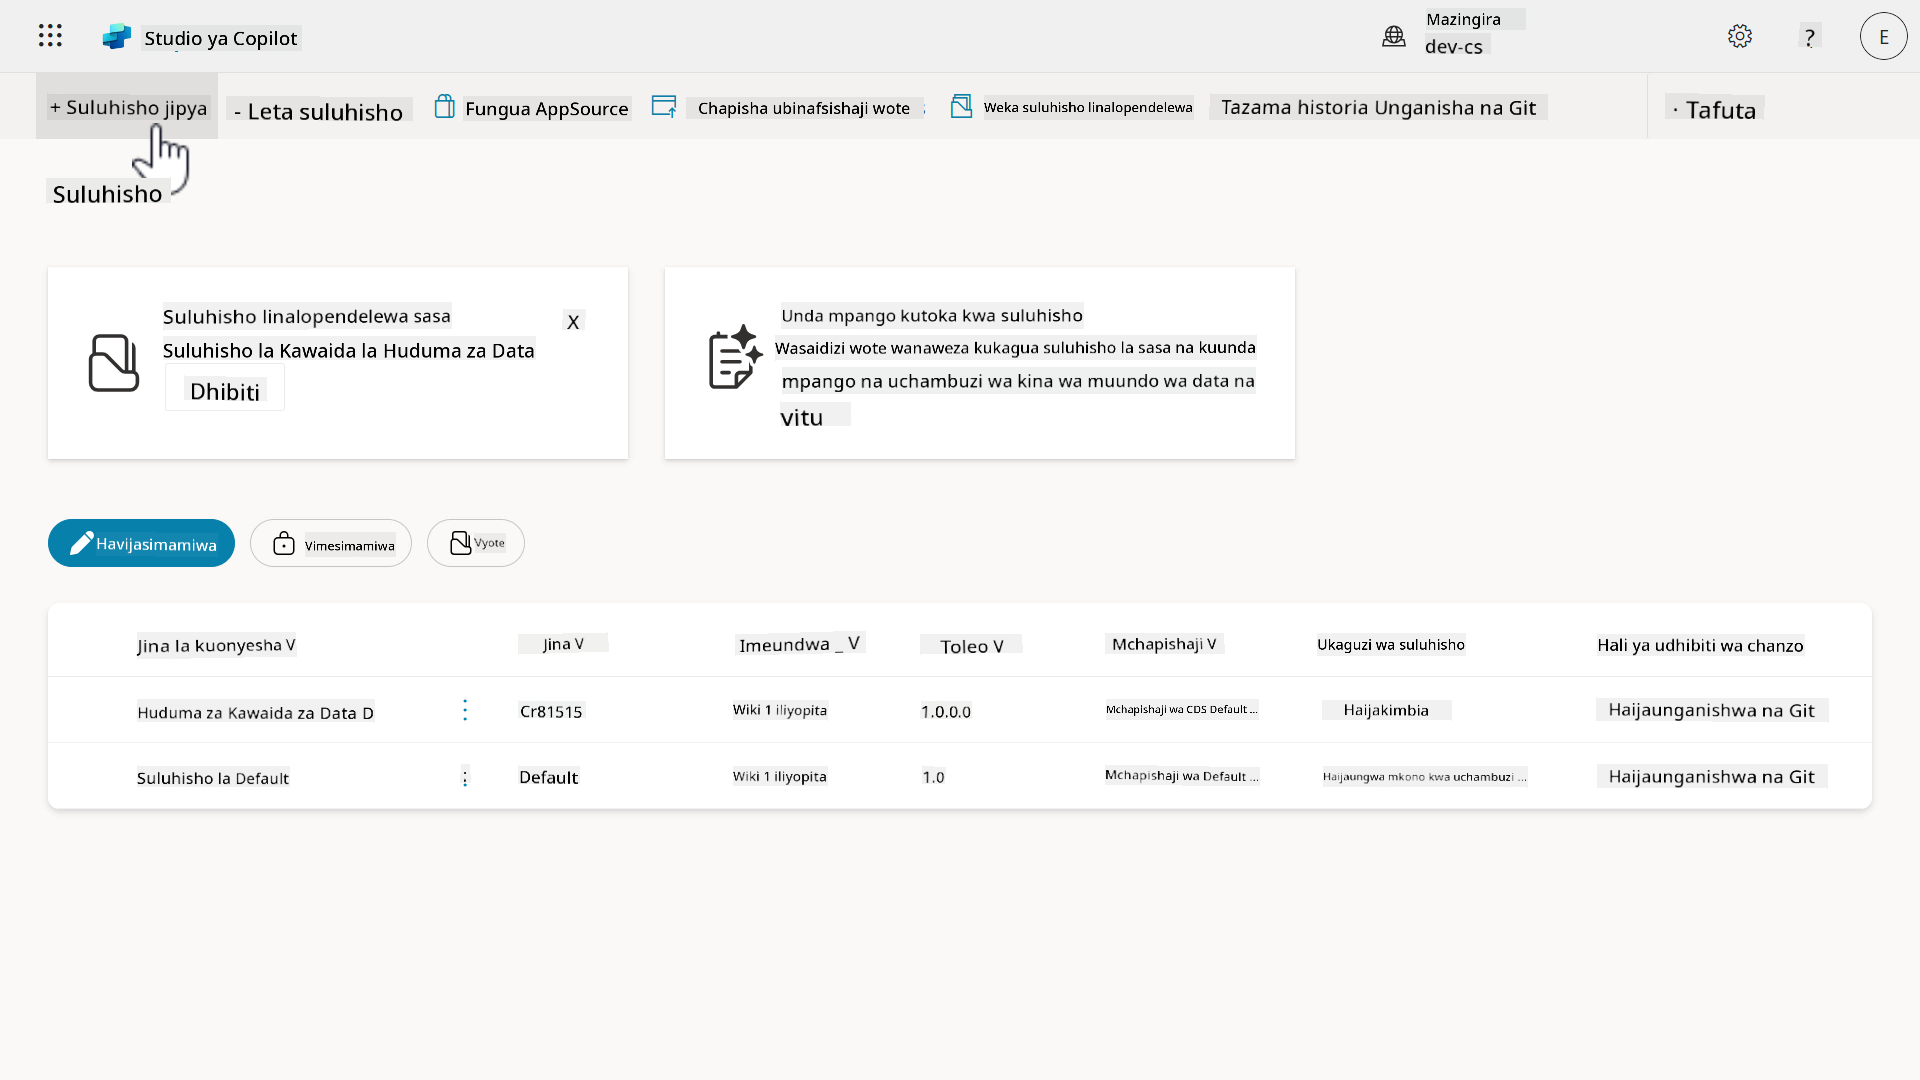 Studio ya Copilot
Mazingira
dev-cs
?
E
+ Suluhisho jipya
- Leta suluhisho
Fungua AppSource
Chapisha ubinafsishaji wote
Weka suluhisho linalopendelewa
Tazama historia Unganisha na Git
· Tafuta
Suluhisho
Suluhisho linalopendelewa sasa
X
Suluhisho la Kawaida la Huduma za Data
Dhibiti
Unda mpango kutoka kwa suluhisho
Wasaidizi wote wanaweza kukagua suluhisho la sasa na kuunda
mpango na uchambuzi wa kina wa muundo wa data na
vitu
Havijasimamiwa
Vimesimamiwa
Vyote
Jina la kuonyesha V
Jina V
Imeundwa _ V
Toleo V
Mchapishaji V
Ukaguzi wa suluhisho
Hali ya udhibiti wa chanzo
Huduma za Kawaida za Data D
Cr81515
Wiki 1 iliyopita
1.0.0.0
Mchapishaji wa CDS Default ...
Haijakimbia
Haijaunganishwa na Git
Suluhisho la Default
Default
Wiki 1 iliyopita
1.0
Mchapishaji wa Default ...
Haijaungwa mkono kwa uchambuzi ...
Haijaunganishwa na Git